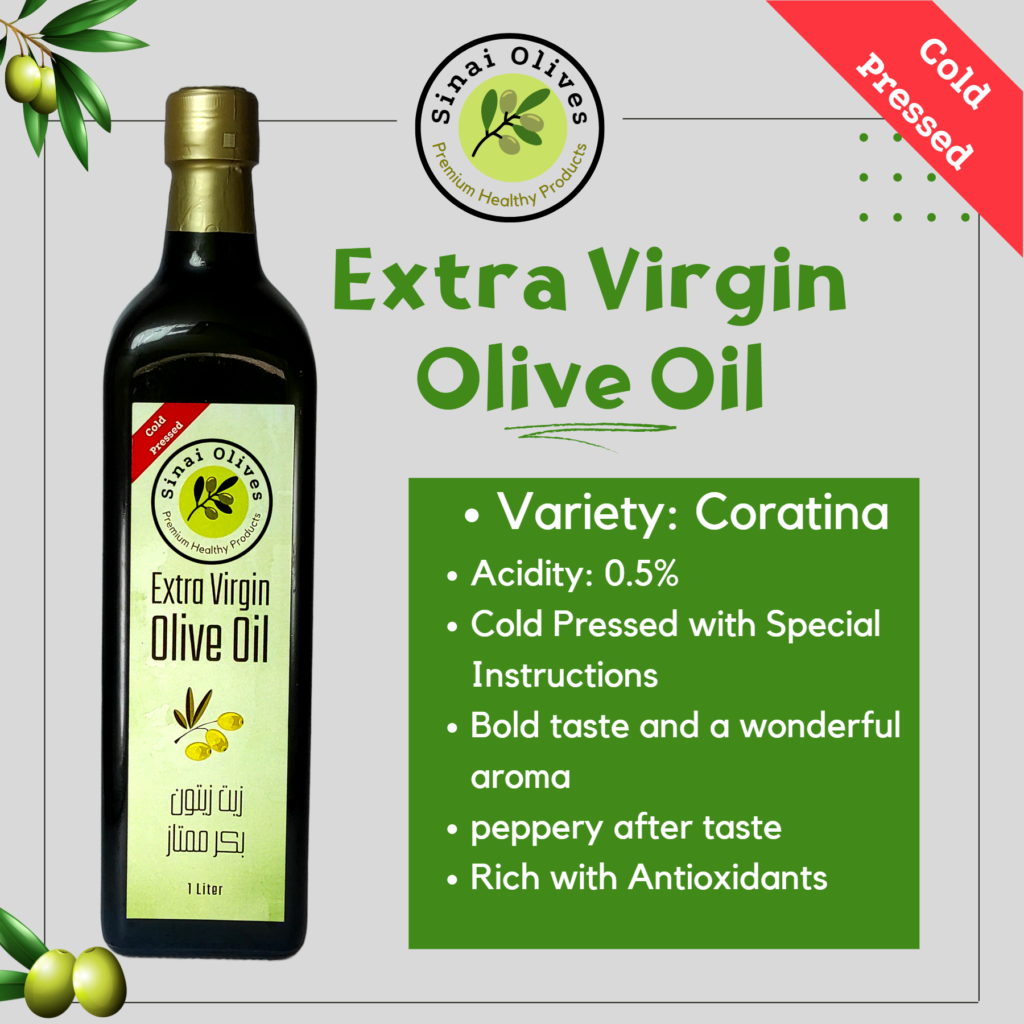 Sinai Olives
Premium Healthy Products
Cold
Pressed
Extra Virgin
Olive Oil
• Variety: Coratina
• Acidity: 0.5%
• Cold Pressed with Special
Instructions
• Bold taste and a wonderful
aroma
• peppery after taste
• Rich with Antioxidants
Cold
Pressed
Sinai Olives
Premium Healthy Products
Extra Virgin
Olive Oil
زيت زيتون
بكر ممتاز
1 Liter